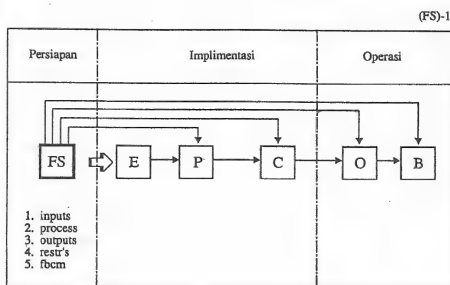 (FS)-1
Persiapan Implimentasi Operasi
FS E P C O B
1. inputs
2. process
3. outputs
4. restr's
5. fbcm